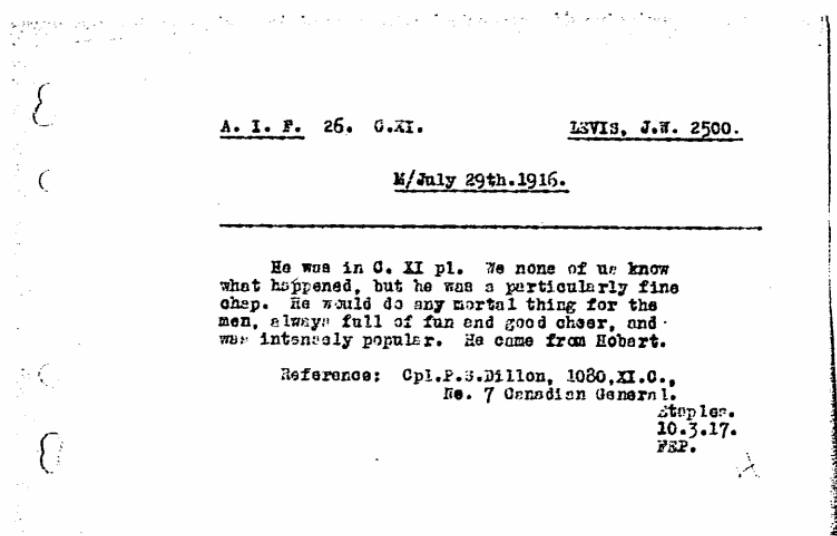 A. I. F. 26. C.XI. LEVIS, J.W. 2500.
M/July 29th.1916.
He was in C. XI pl. We none of us know
what happened, but he was a particularly fine
chap. He would do any mortal thing for the
men, always full of fun and good cheer, and
was intensely popular. He came from Hobart.
Reference: Cpl.P.S.Dillon, 1080,XI.C.,
No. 7 Canadian General.
Etaples.
10.3.17.